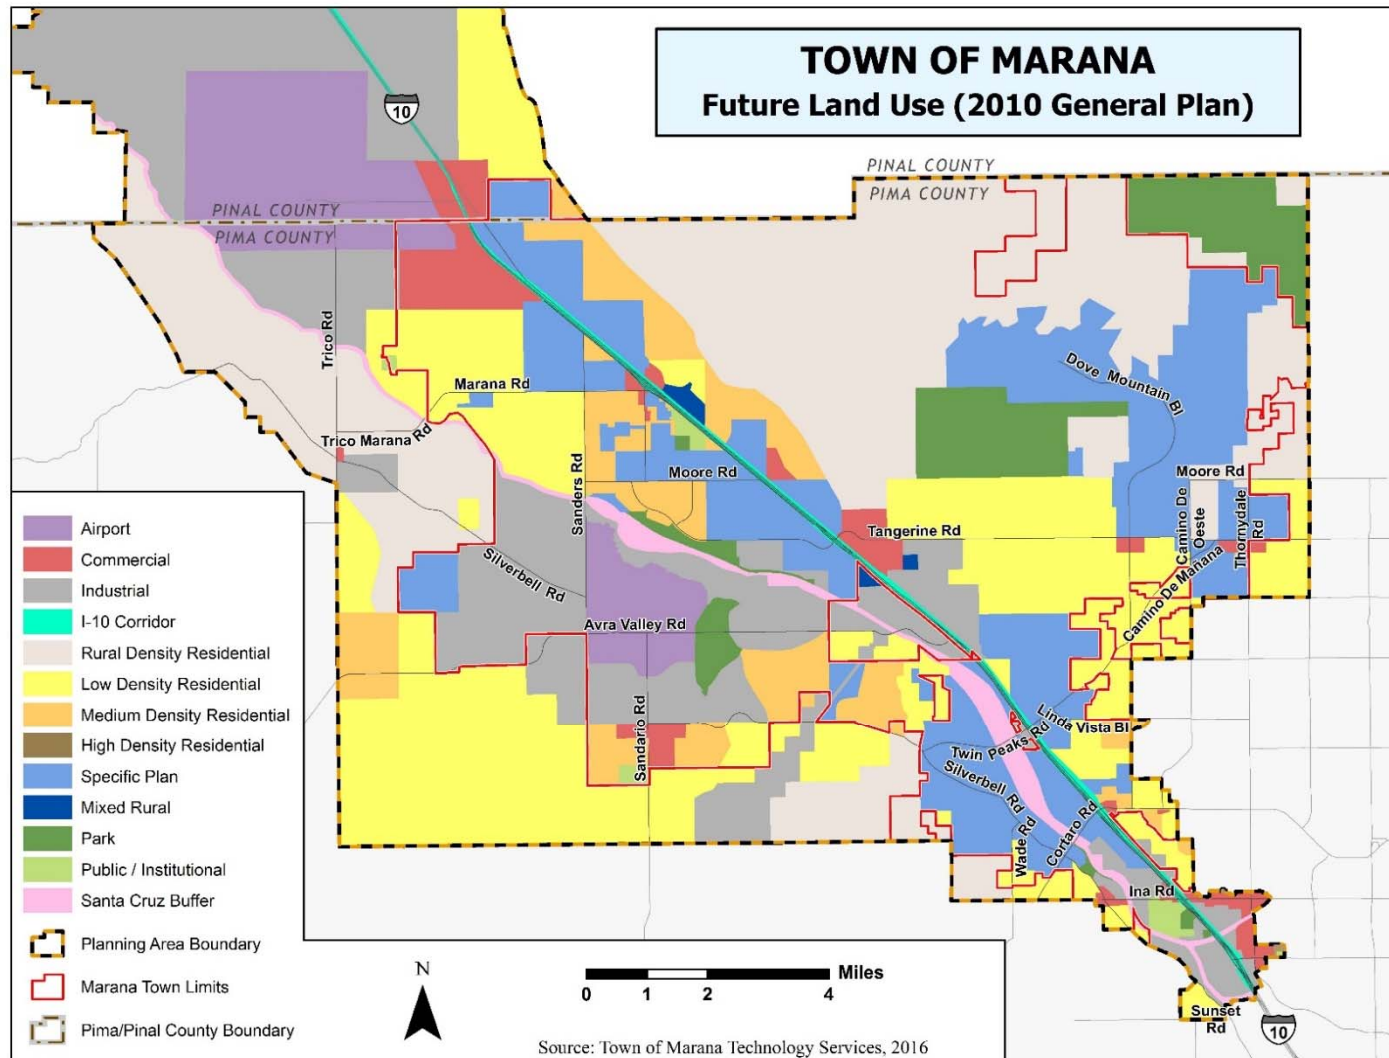 TOWN OF MARANA
Future Land Use (2010 General Plan)
10
PINAL COUNTY
PIMA COUNTY
PINAL COUNTY
PIMA COUNTY
Trico Rd
Marana Rd
Trico Marana Rd
Sanders Rd
Moore Rd
Dove Mountain Bl
Moore Rd
Camino De Oeste
Thornydale Rd
Tangerine Rd
Camino De Mañana
Silverbell Rd
Avra Valley Rd
Sandario Rd
Linda Vista Bl
Twin Peaks Rd
Silverbell Rd
Wade Rd
Cortaro Rd
Ina Rd
Sunset Rd
10
Airport
Commercial
Industrial
I-10 Corridor
Rural Density Residential
Low Density Residential
Medium Density Residential
High Density Residential
Specific Plan
Mixed Rural
Park
Public / Institutional
Santa Cruz Buffer
Planning Area Boundary
Marana Town Limits
Pima/Pinal County Boundary
N
Miles
0 1 2 4
Source: Town of Marana Technology Services, 2016